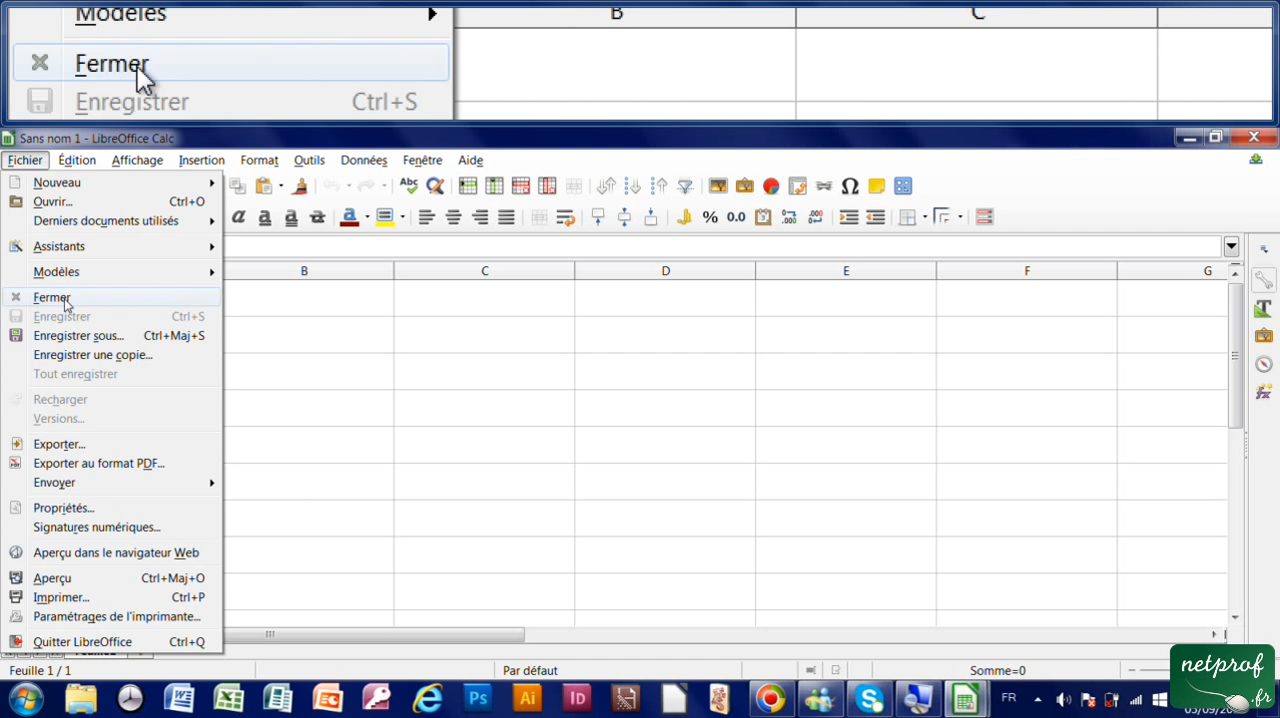 Modèles
B C
Fermer
Enregistrer Ctrl+S
Sans nom 1 - LibreOffice Calc
Fichier Édition Affichage Insertion Format Outils Données Fenêtre Aide
Nouveau
Ouvrir... Ctrl+O
Derniers documents utilisés
Assistants
Modèles
Fermer
Enregistrer Ctrl+S
Enregistrer sous... Ctrl+Maj+S
Enregistrer une copie...
Tout enregistrer
Recharger
Versions...
Exporter...
Exporter au format PDF...
Envoyer
Propriétés...
Signatures numériques...
Aperçu dans le navigateur Web
Aperçu Ctrl+Maj+O
Imprimer... Ctrl+P
Paramétrages de l'imprimante...
Quitter LibreOffice Ctrl+Q
B C D E F G
Feuille 1 / 1 Par défaut Somme=0
FR
netprof
.fr